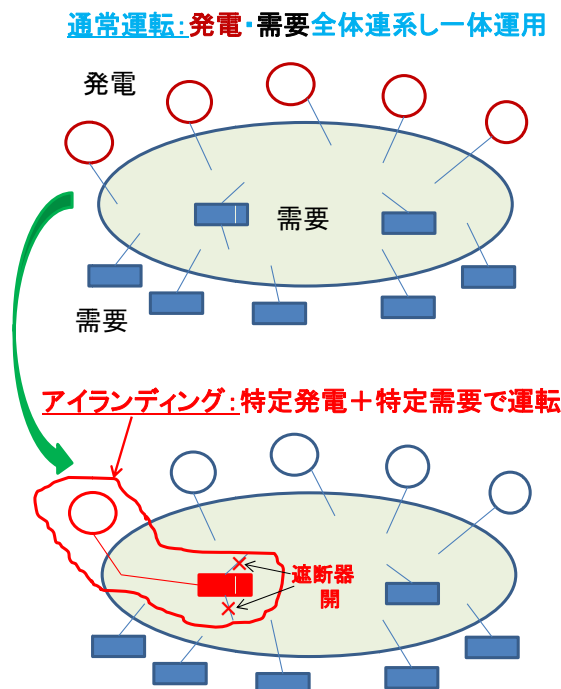 通常運転：発電・需要全体連系し一体運用
発電
需要
需要
アイランディング：特定発電＋特定需要で運転
遮断器
開